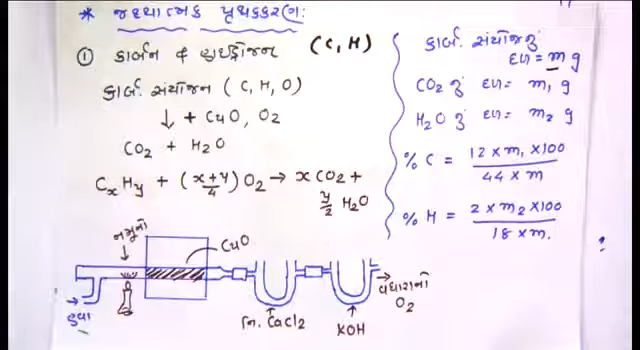 * જથ્થાત્મક પૃથક્કરણ:
① કાર્બન & હાઇડ્રોજન (C, H)
કાર્બ. સંયોજન (C, H, O)
↓ + CuO, O₂
CO₂ + H₂O
CₓHᵧ + (x+y/4) O₂ → x CO₂ + y/2 H₂O
કાર્બ. સંયોજનનું
દળ = m g
CO₂ નું દળ = m₁ g
H₂O નું દળ = m₂ g
% C = 12 × m₁ × 100 / 44 × m
% H = 2 × m₂ × 100 / 18 × m.
નમૂનો
CuO
હવા
નિ. CaCl₂
KOH
વધારાનો
O₂